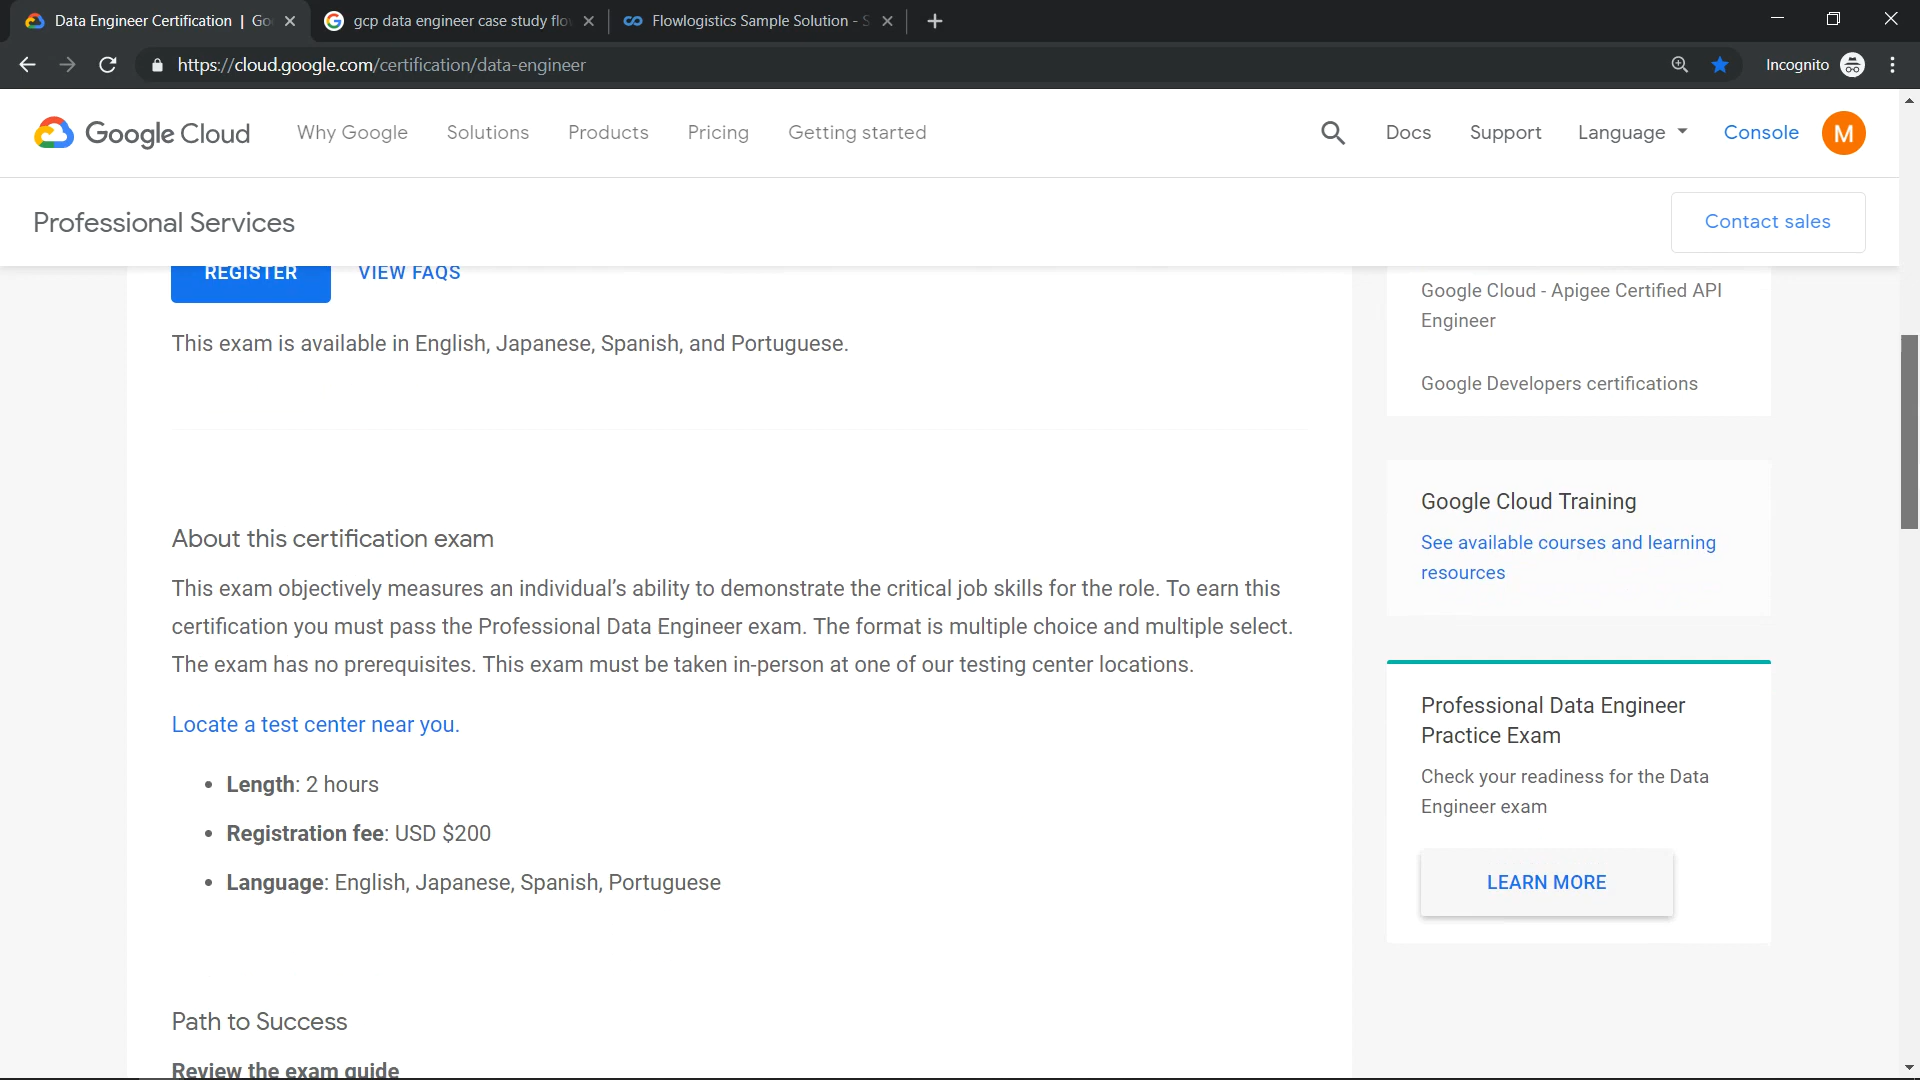 Data Engineer Certification | Go
gcp data engineer case study flo
Flowlogistics Sample Solution - S
https://cloud.google.com/certification/data-engineer
Incognito
Google Cloud
Why Google
Solutions
Products
Pricing
Getting started
Docs
Support
Language
Console
M
Professional Services
Contact sales
REGISTER
VIEW FAQS
This exam is available in English, Japanese, Spanish, and Portuguese.
About this certification exam
This exam objectively measures an individual’s ability to demonstrate the critical job skills for the role. To earn this
certification you must pass the Professional Data Engineer exam. The format is multiple choice and multiple select.
The exam has no prerequisites. This exam must be taken in-person at one of our testing center locations.
Locate a test center near you.
• Length: 2 hours
• Registration fee: USD $200
• Language: English, Japanese, Spanish, Portuguese
Path to Success
Review the exam guide
Google Cloud - Apigee Certified API
Engineer
Google Developers certifications
Google Cloud Training
See available courses and learning
resources
Professional Data Engineer
Practice Exam
Check your readiness for the Data
Engineer exam
LEARN MORE